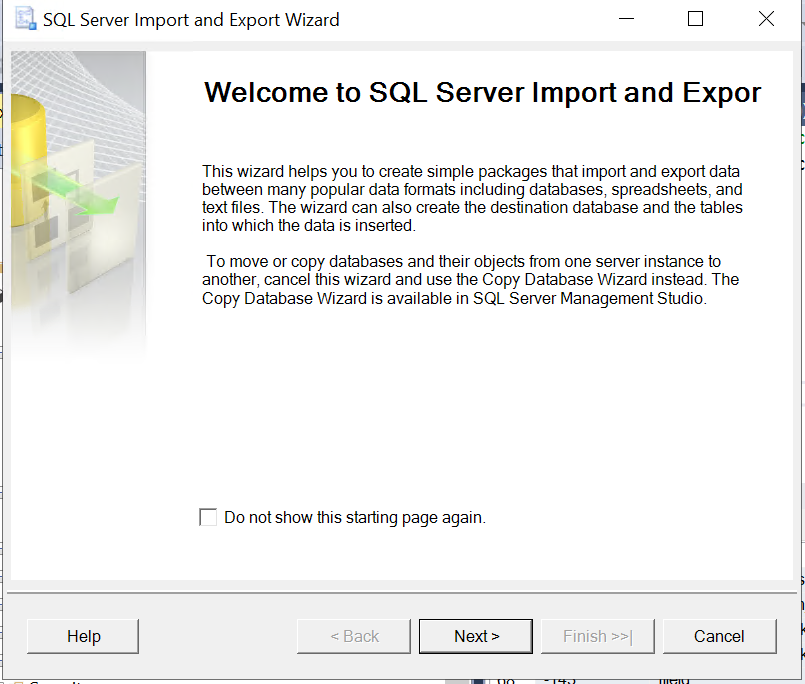 SQL Server Import and Export Wizard
Welcome to SQL Server Import and Expor
This wizard helps you to create simple packages that import and export data
between many popular data formats including databases, spreadsheets, and
text files. The wizard can also create the destination database and the tables
into which the data is inserted.
To move or copy databases and their objects from one server instance to
another, cancel this wizard and use the Copy Database Wizard instead. The
Copy Database Wizard is available in SQL Server Management Studio.
Do not show this starting page again.
Help
< Back
Next >
Finish >>|
Cancel